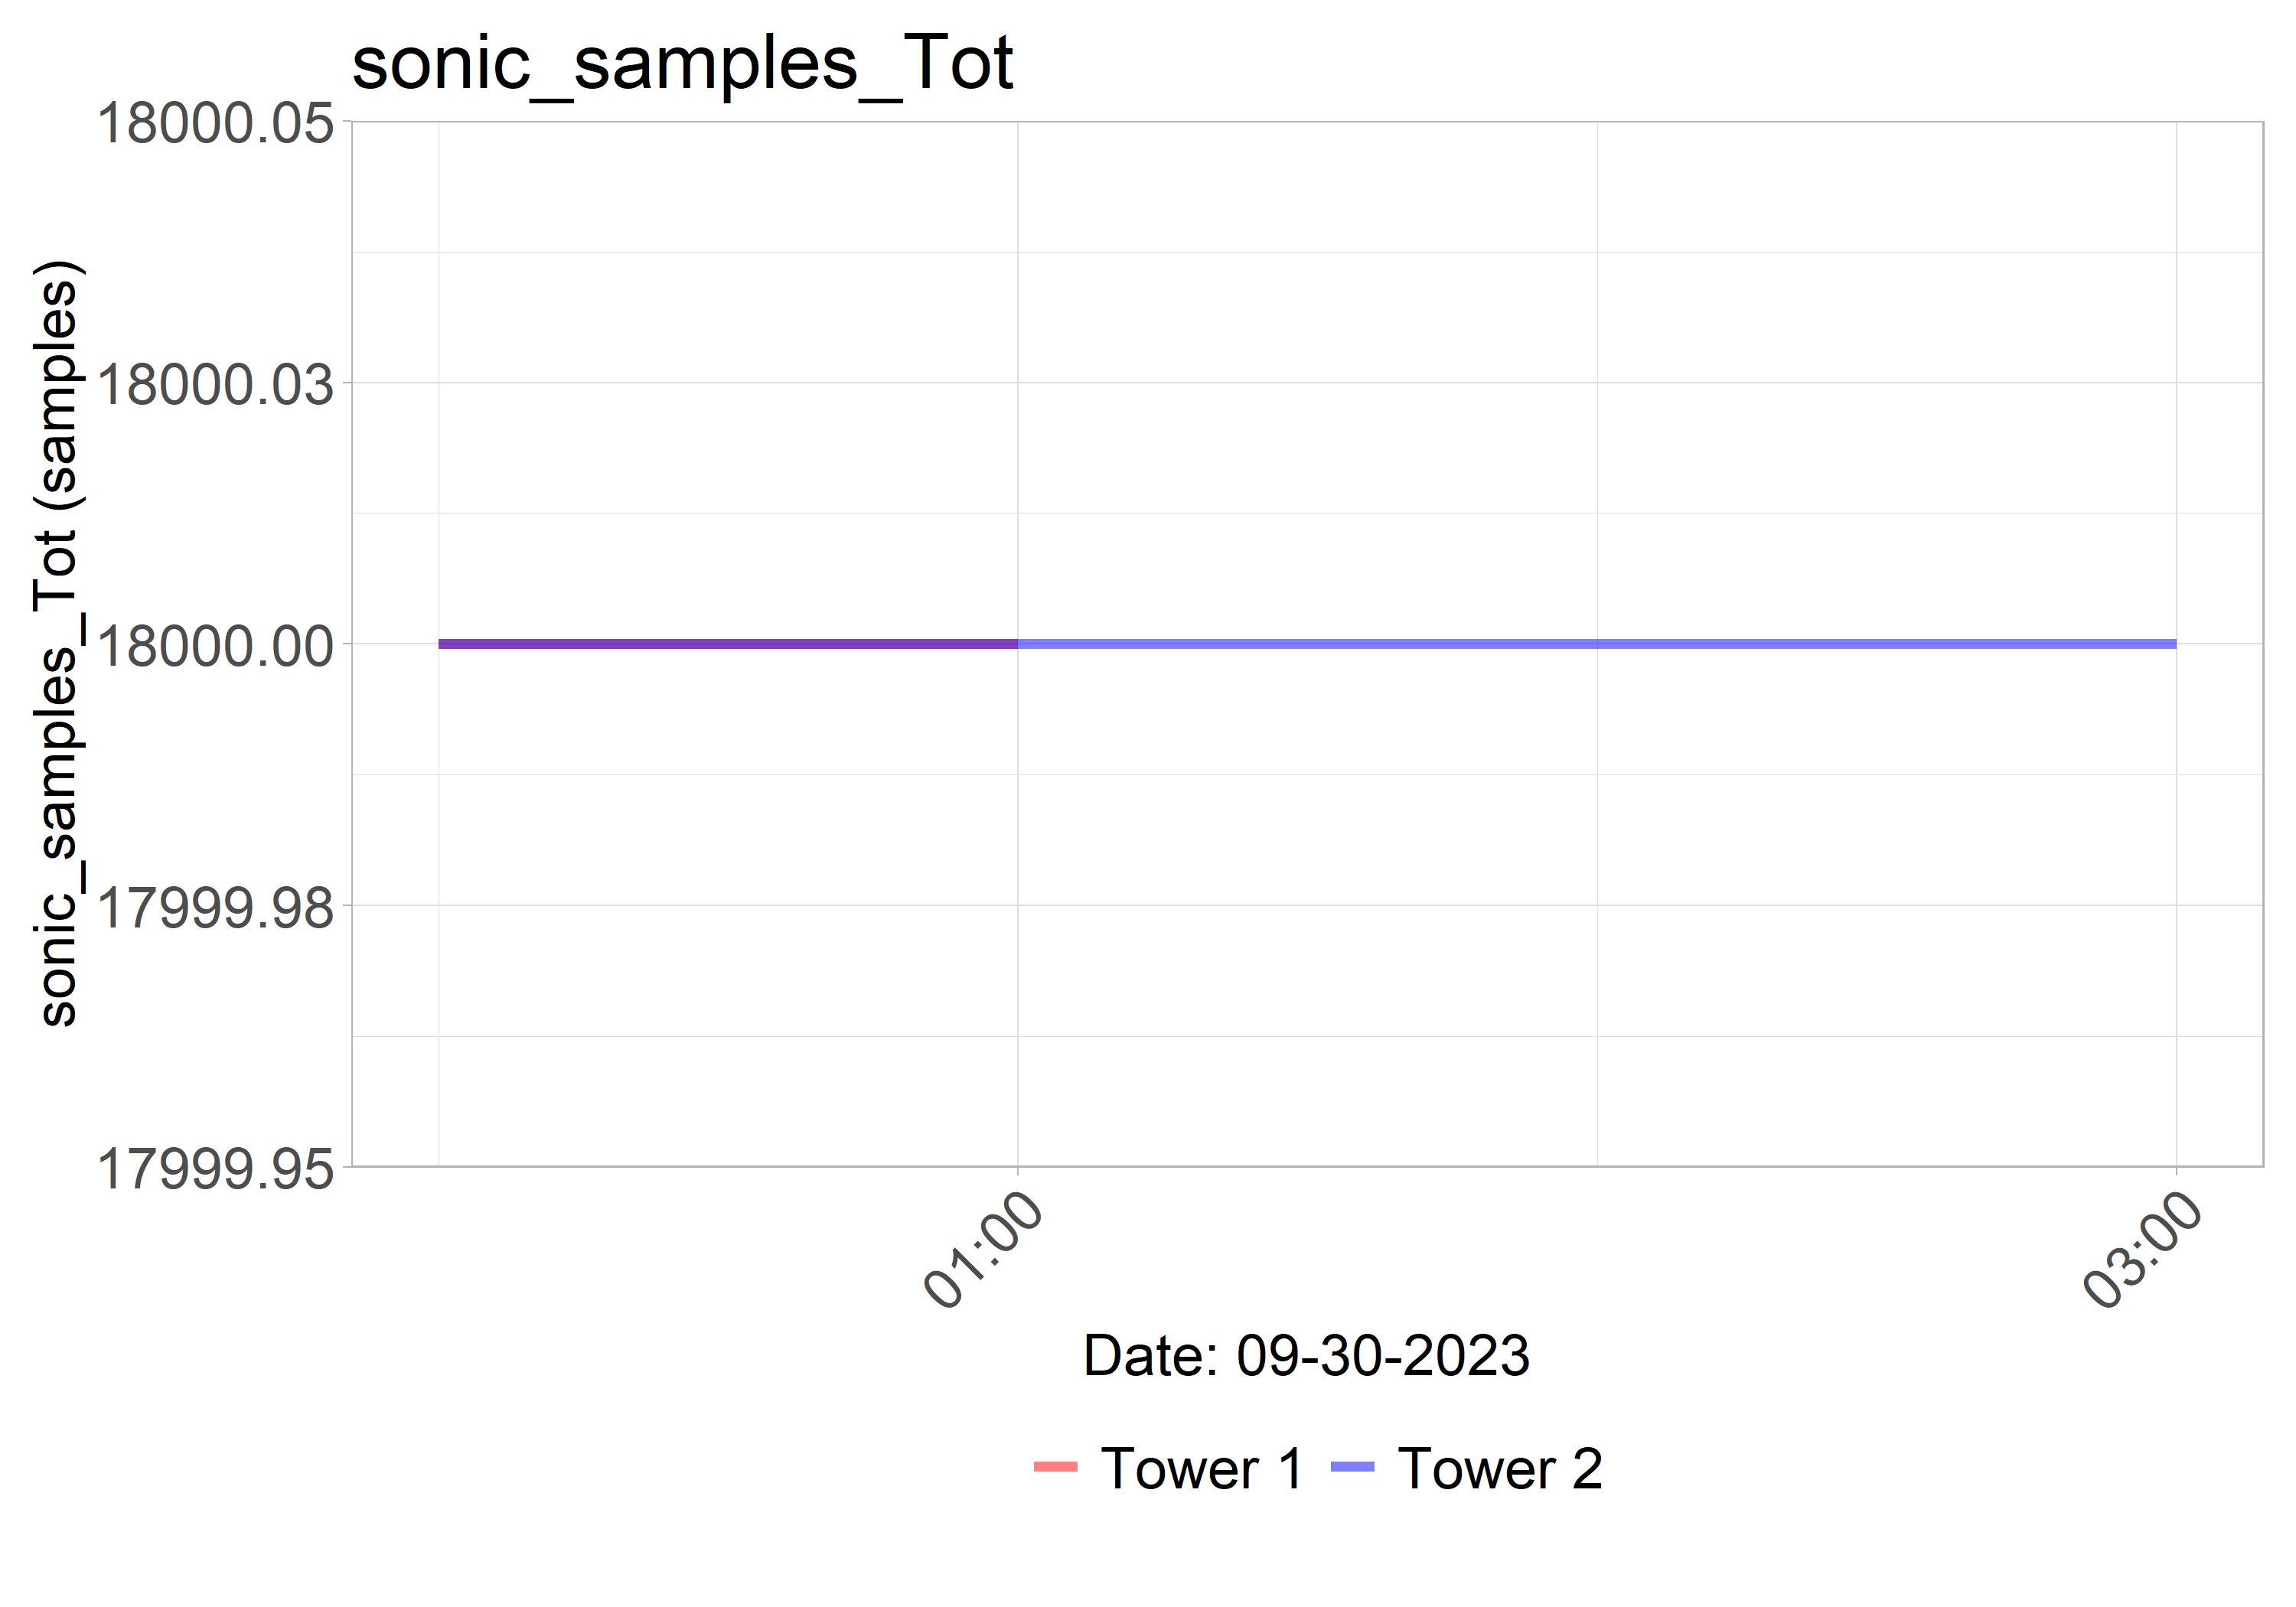 sonic_samples_Tot
18000.05
18000.03
18000.00
17999.98
17999.95
sonic_samples_Tot (samples)
01:00
03:00
Date: 09-30-2023
Tower 1
Tower 2